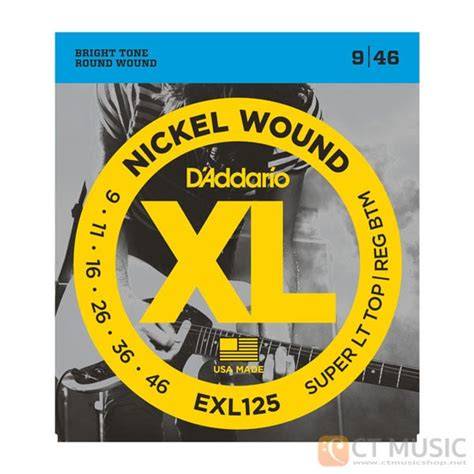 BRIGHT TONE
ROUND WOUND
9|46
NICKEL WOUND
D'Addario
XL
9 · 11 · 16 · 26 · 36 · 46
SUPER LT TOP/REG BTM
USA MADE
EXL125
CT MUSIC
www.ctmusicshop.net